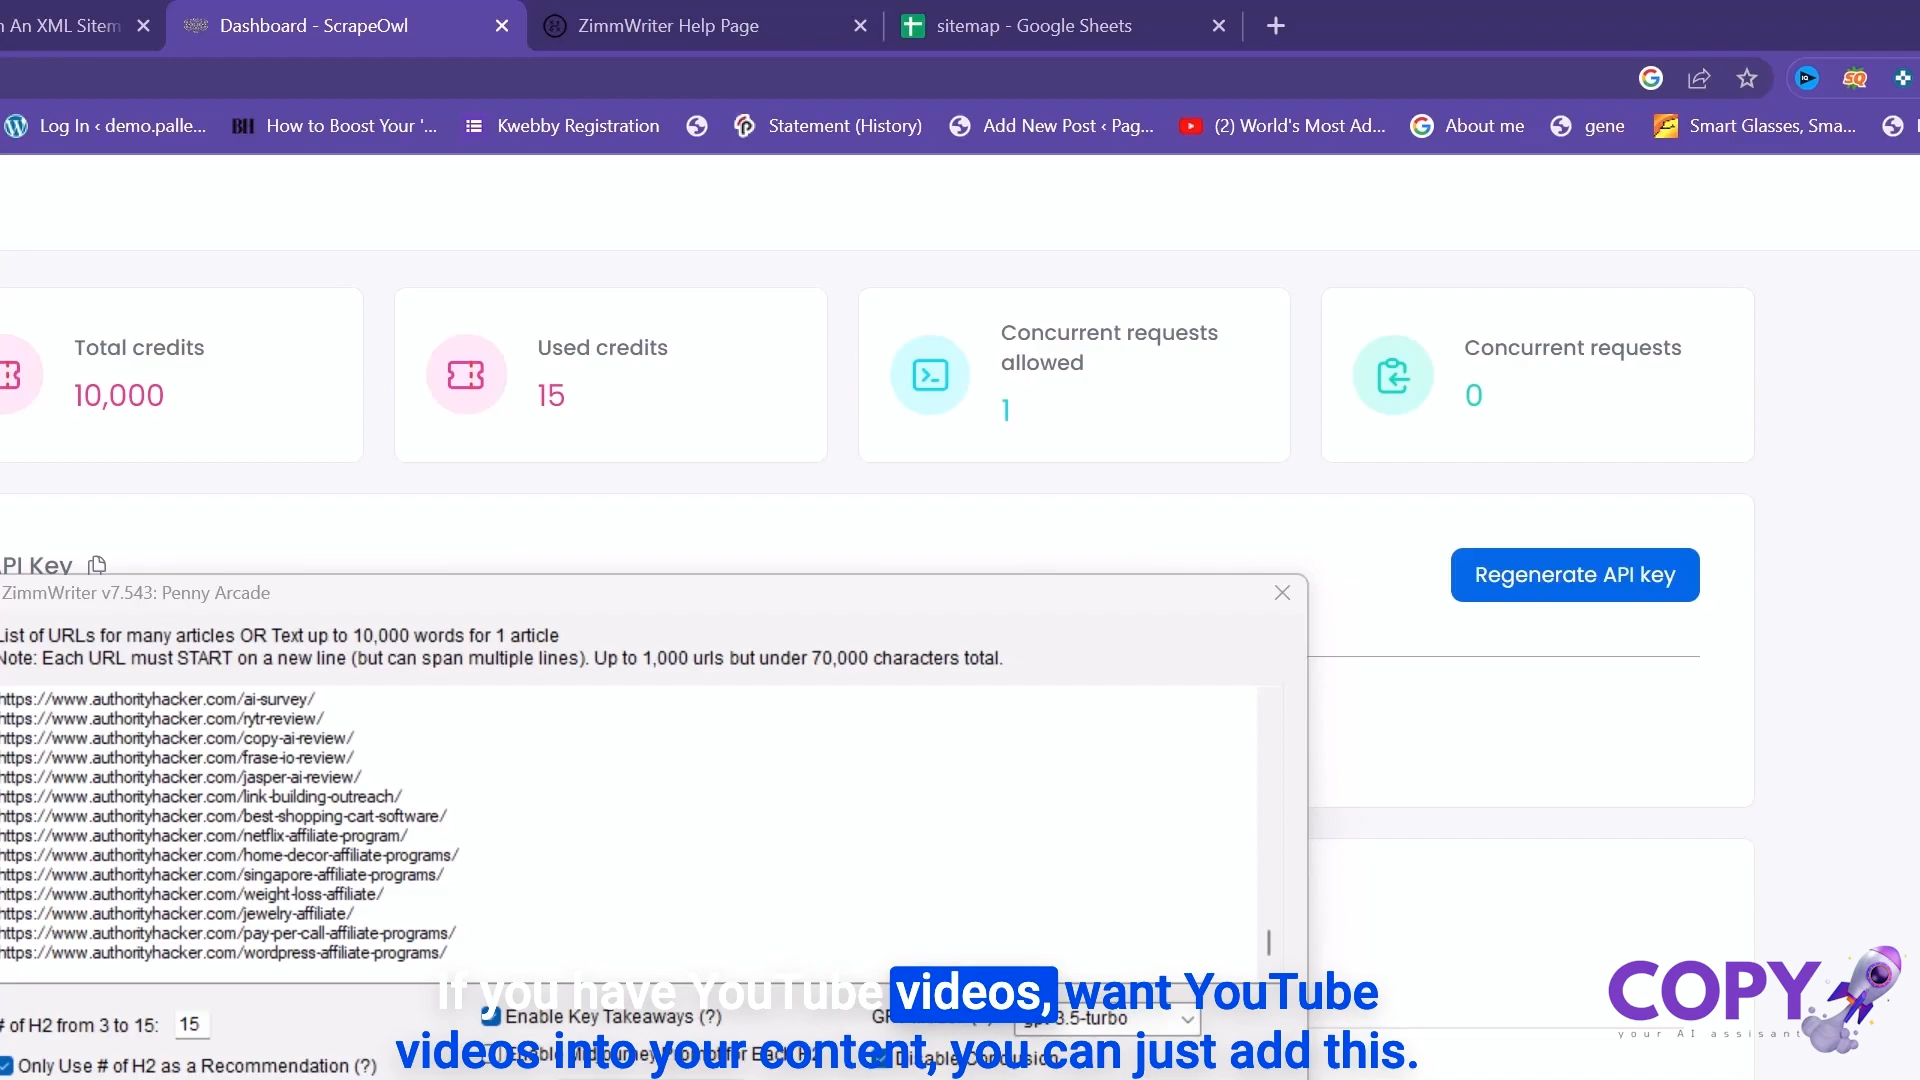 n An XML Sitem
Dashboard - ScrapeOwl
ZimmWriter Help Page
sitemap - Google Sheets
Log In ‹ demo.palle...
BH How to Boost Your '...
Kwebby Registration
Statement (History)
Add New Post ‹ Pag...
(2) World's Most Ad...
About me
gene
Smart Glasses, Sma...
Total credits
10,000
Used credits
15
Concurrent requests
allowed
1
Concurrent requests
0
PI Key
Regenerate API key
ZimmWriter v7.543: Penny Arcade
List of URLs for many articles OR Text up to 10,000 words for 1 article
Note: Each URL must START on a new line (but can span multiple lines). Up to 1,000 urls but under 70,000 characters total.
https://www.authorityhacker.com/ai-survey/
https://www.authorityhacker.com/rytr-review/
https://www.authorityhacker.com/copy-ai-review/
https://www.authorityhacker.com/frase-io-review/
https://www.authorityhacker.com/jasper-ai-review/
https://www.authorityhacker.com/link-building-outreach/
https://www.authorityhacker.com/best-shopping-cart-software/
https://www.authorityhacker.com/netflix-affiliate-program/
https://www.authorityhacker.com/home-decor-affiliate-programs/
https://www.authorityhacker.com/singapore-affiliate-programs/
https://www.authorityhacker.com/weight-loss-affiliate/
https://www.authorityhacker.com/jewelry-affiliate/
https://www.authorityhacker.com/pay-per-call-affiliate-programs/
https://www.authorityhacker.com/wordpress-affiliate-programs/
# of H2 from 3 to 15: 15
Enable Key Takeaways (?)
Only Use # of H2 as a Recommendation (?)
If you have YouTube videos, want YouTube
videos into your content, you can just add this.
COPY
your AI assisant